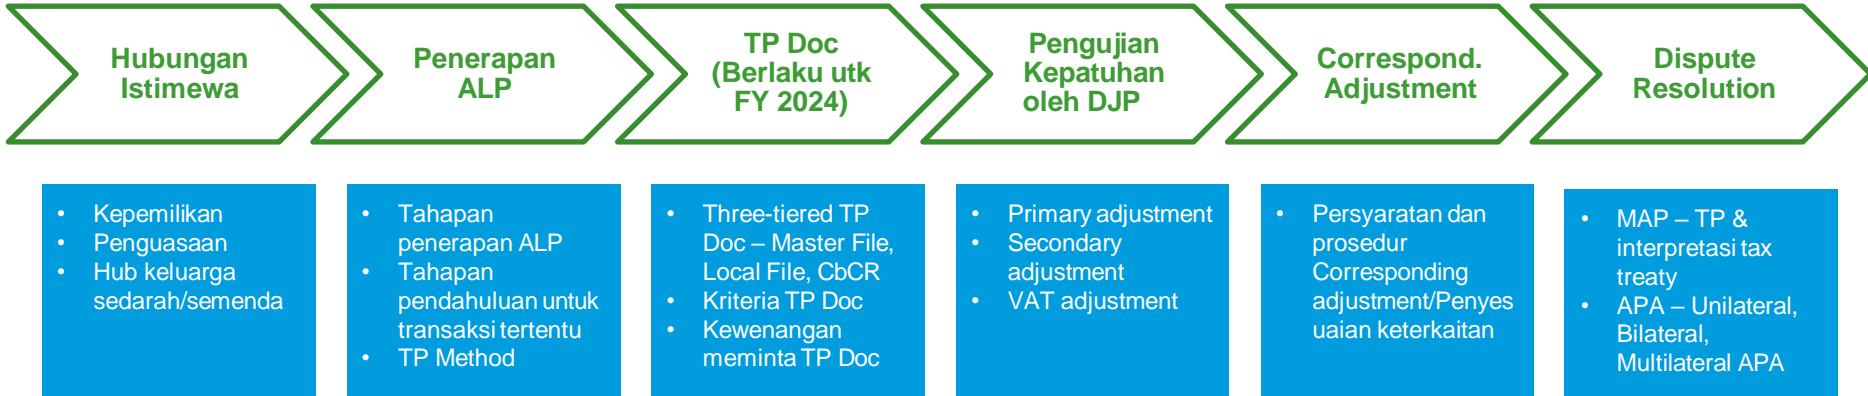 Hubungan
Istimewa
Penerapan
ALP
TP Doc
(Berlaku utk
FY 2024)
Pengujian
Kepatuhan
oleh DJP
Correspond.
Adjustment
Dispute
Resolution
• Kepemilikan
• Penguasaan
• Hub keluarga
sedarah/semenda
• Tahapan
penerapan ALP
• Tahapan
pendahuluan untuk
transaksi tertentu
• TP Method
• Three-tiered TP
Doc – Master File,
Local File, CbCR
• Kriteria TP Doc
• Kewenangan
meminta TP Doc
• Primary adjustment
• Secondary
adjustment
• VAT adjustment
• Persyaratan dan
prosedur
Corresponding
adjustment/Penyes
uaian keterkaitan
• MAP – TP &
interpretasi tax
treaty
• APA – Unilateral,
Bilateral,
Multilateral APA